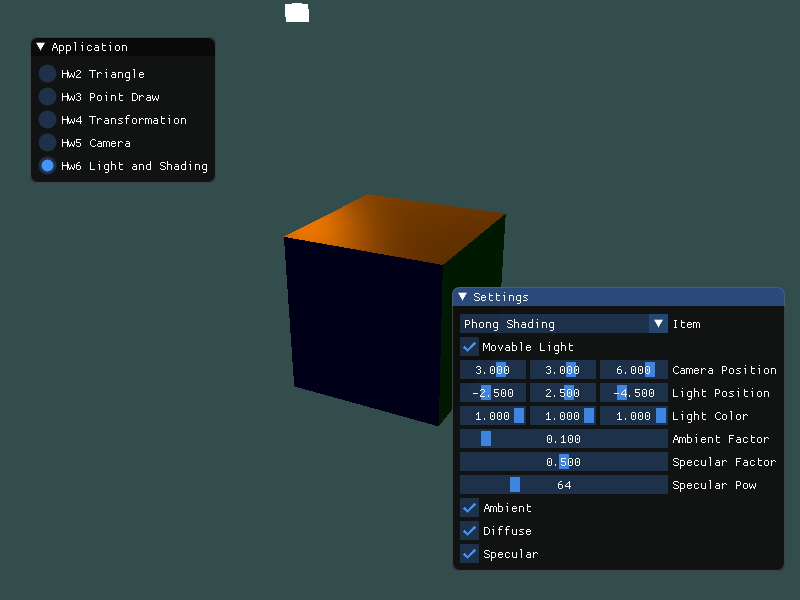 Application
Hw2 Triangle
Hw3 Point Draw
Hw4 Transformation
Hw5 Camera
Hw6 Light and Shading
Settings
Phong Shading Item
Movable Light
3.000 3.000 6.000 Camera Position
-2.500 2.500 -4.500 Light Position
1.000 1.000 1.000 Light Color
0.100 Ambient Factor
0.500 Specular Factor
64 Specular Pow
Ambient
Diffuse
Specular